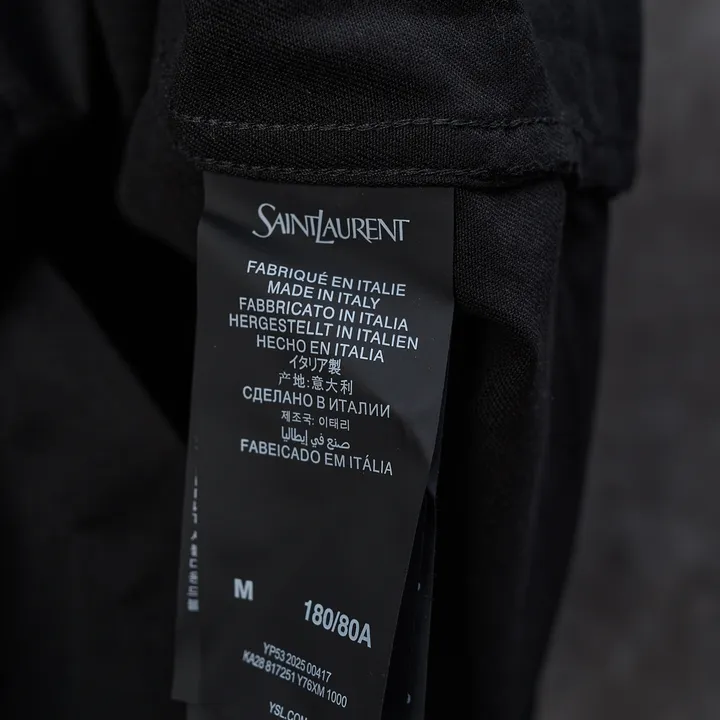 SAINT LAURENT
FABRIQUÉ EN ITALIE
MADE IN ITALY
FABBRICATO IN ITALIA
HERGESTELLT IN ITALIEN
HECHO EN ITALIA
イタリア製
产地:意大利
СДЕЛАНО В ИТАЛИИ
제조국: 이태리
صنع في إيطاليا
FABEICADO EM ITÁLIA
M
180/80A
YP53 2025 00417
KA28 817251 Y76XM 1000
YSL.COM